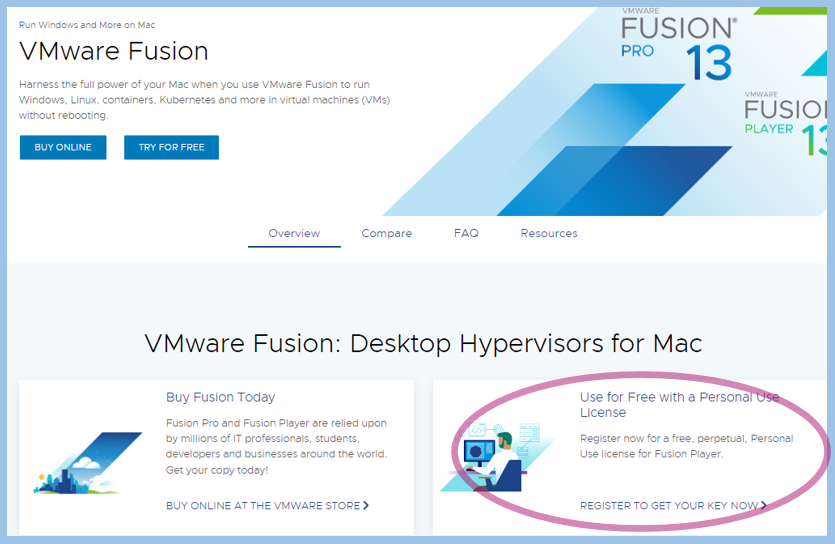 Run Windows and More on Mac
VMware Fusion
Harness the full power of your Mac when you use VMware Fusion to run
Windows, Linux, containers, Kubernetes and more in virtual machines (VMs)
without rebooting.
BUY ONLINE
TRY FOR FREE
VMWARE
FUSION®
PRO 13
VMWARE
FUSION
PLAYER 13
Overview
Compare
FAQ
Resources
VMware Fusion: Desktop Hypervisors for Mac
Buy Fusion Today
Fusion Pro and Fusion Player are relied upon
by millions of IT professionals, students,
developers and businesses around the world.
Get your copy today!
BUY ONLINE AT THE VMWARE STORE
Use for Free with a Personal Use
License
Register now for a free, perpetual, Personal
Use license for Fusion Player.
REGISTER TO GET YOUR KEY NOW